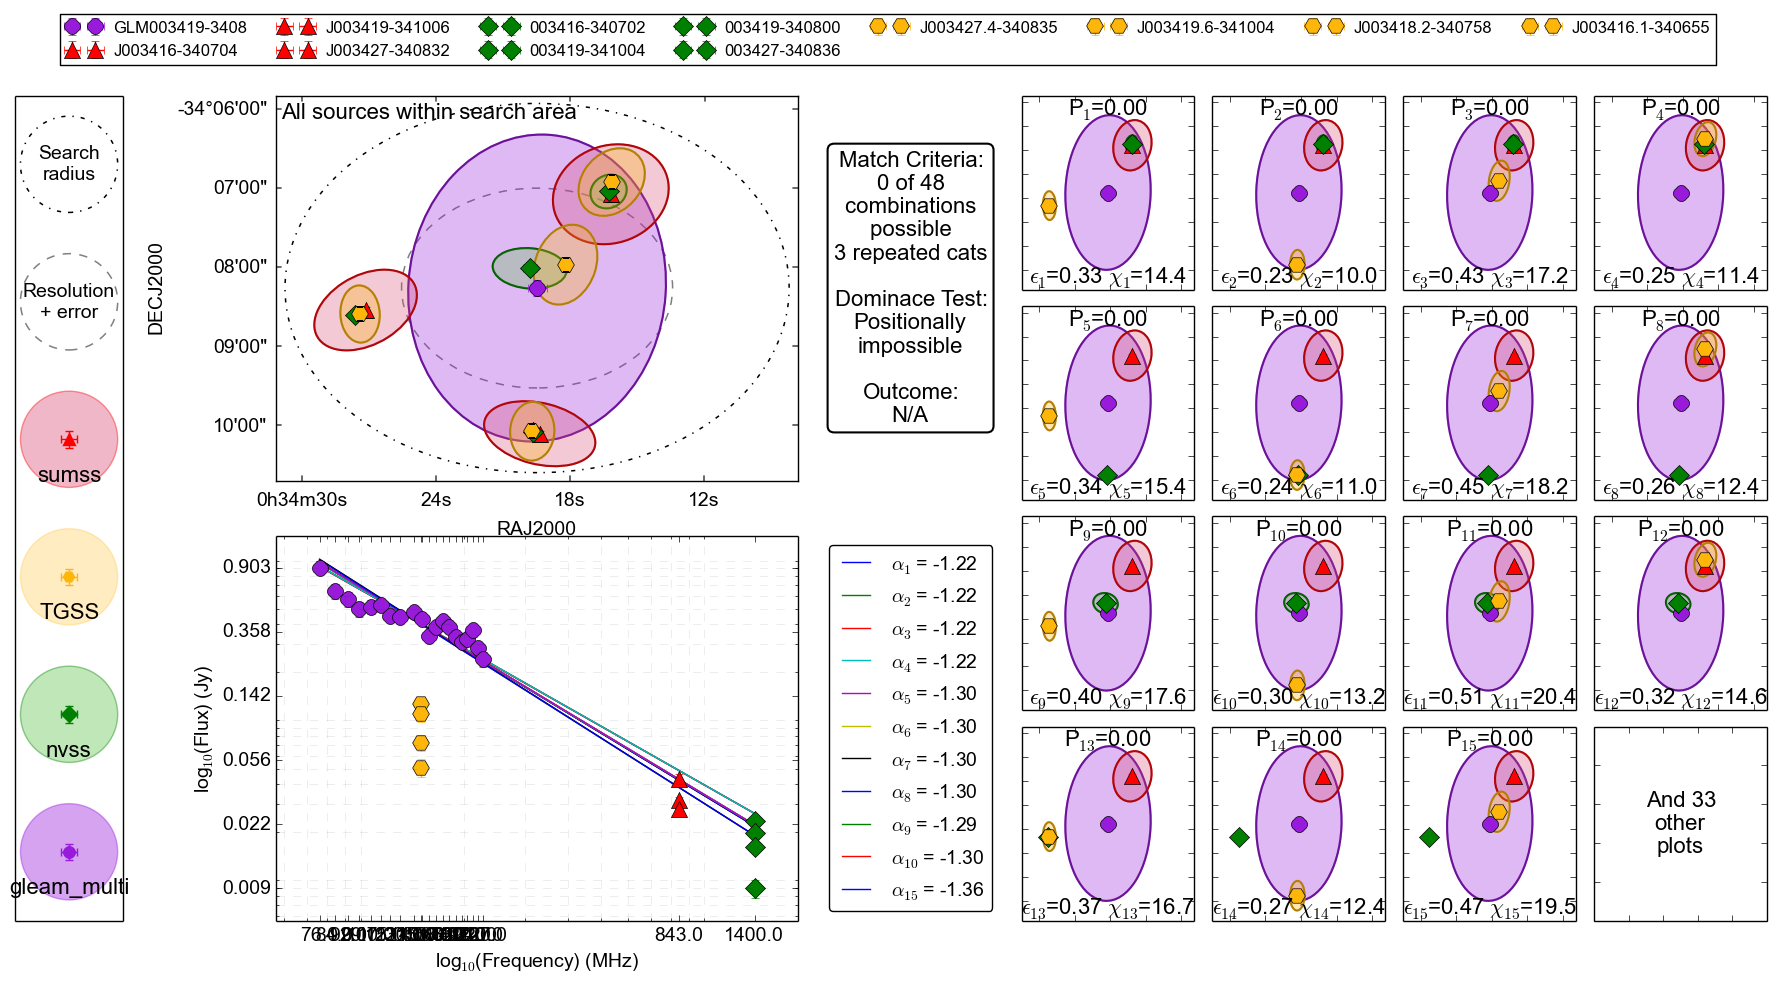 GLM003419-3408 J003419-341006 003416-340702 003419-340800 J003427.4-340835 J003419.6-341004 J003418.2-340758 J003416.1-340655
J003416-340704 J003427-340832 003419-341004 003427-340836
Search
radius
Resolution
+ error
sumss
TGSS
nvss
gleam_multi
All sources within search area
DECJ2000
-34°06'00"
07'00"
08'00"
09'00"
10'00"
0h34m30s 24s 18s 12s
RAJ2000
Match Criteria:
0 of 48
combinations
possible
3 repeated cats
Dominace Test:
Positionally
impossible
Outcome:
N/A
log₁₀(Flux) (Jy)
0.903
0.358
0.142
0.056
0.022
0.009
843.0 1400.0
log₁₀(Frequency) (MHz)
α₁ = -1.22
α₂ = -1.22
α₃ = -1.22
α₄ = -1.22
α₅ = -1.30
α₆ = -1.30
α₇ = -1.30
α₈ = -1.30
α₉ = -1.29
α₁₀ = -1.30
α₁₅ = -1.36
P₁=0.00 P₂=0.00 P₃=0.00 P₄=0.00
ϵ₁=0.33 χ₁=14.4 ϵ₂=0.23 χ₂=10.0 ϵ₃=0.43 χ₃=17.2 ϵ₄=0.25 χ₄=11.4
P₅=0.00 P₆=0.00 P₇=0.00 P₈=0.00
ϵ₅=0.34 χ₅=15.4 ϵ₆=0.24 χ₆=11.0 ϵ₇=0.45 χ₇=18.2 ϵ₈=0.26 χ₈=12.4
P₉=0.00 P₁₀=0.00 P₁₁=0.00 P₁₂=0.00
ϵ₉=0.40 χ₉=17.6 ϵ₁₀=0.30 χ₁₀=13.2 ϵ₁₁=0.51 χ₁₁=20.4 ϵ₁₂=0.32 χ₁₂=14.6
P₁₃=0.00 P₁₄=0.00 P₁₅=0.00
ϵ₁₃=0.37 χ₁₃=16.7 ϵ₁₄=0.27 χ₁₄=12.4 ϵ₁₅=0.47 χ₁₅=19.5
And 33
other
plots